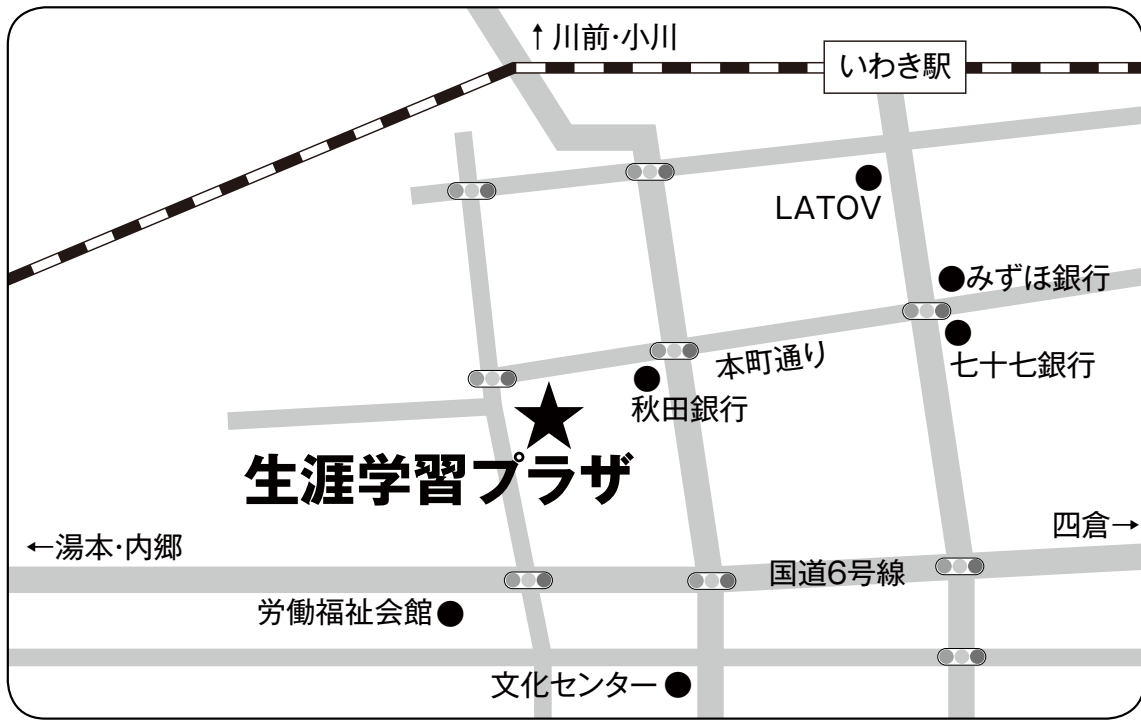 ↑川前・小川
いわき駅
LATOV
みずほ銀行
本町通り
七十七銀行
秋田銀行
生涯学習プラザ
←湯本・内郷
四倉→
国道6号線
労働福祉会館
文化センター